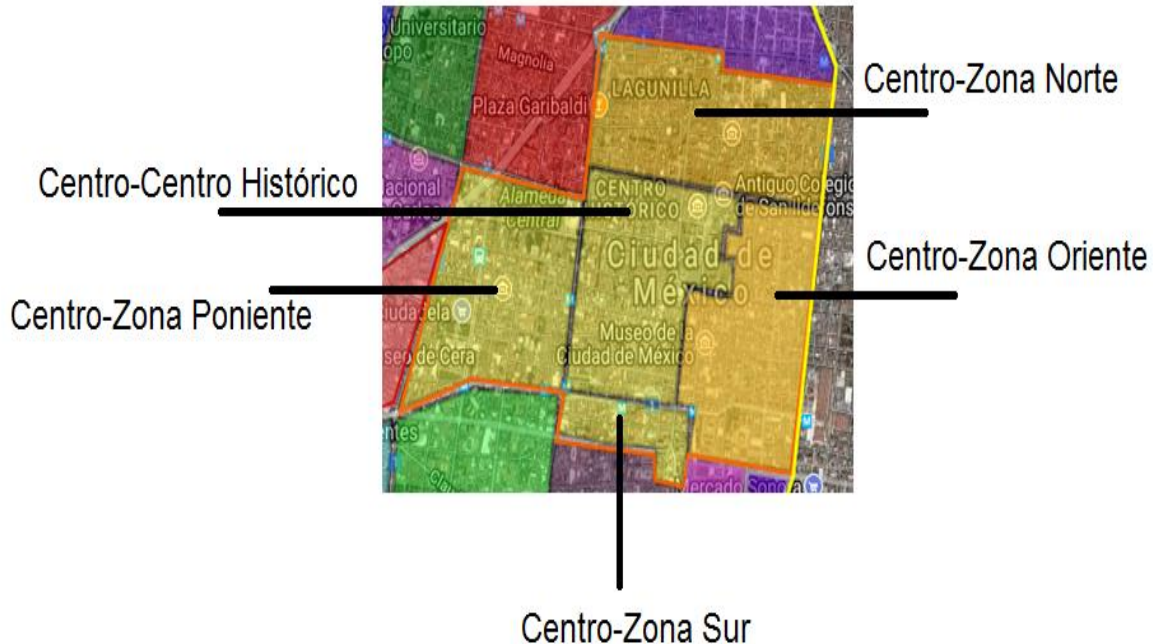 Universitario
Magnolia
LAGUNILLA
Plaza Garibaldi
Centro-Zona Norte
Centro-Centro Histórico
Alameda
Central
CENTRO
HISTÓRICO
Antiguo Colegio
de San Ildefons
Ciudad de
México
Centro-Zona Oriente
Centro-Zona Poniente
Museo de la
Ciudad de México
seo de Cera
Mercado Sonora
Centro-Zona Sur